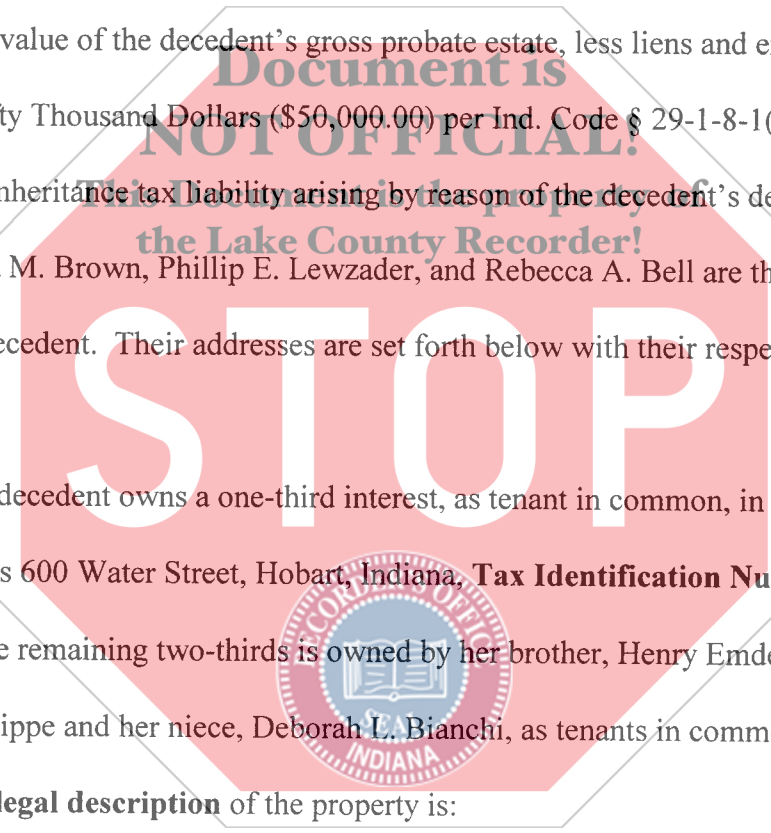 value of the decedent's gross probate estate, less liens and
Document is
ty Thousand Dollars ($50,000.00) per Ind. Code § 29-1-8-1(
NOT OFFICIAL!
nheritance tax liability arising by reason of the decedent's de
This Document is the property of
the Lake County Recorder!
M. Brown, Phillip E. Lewzader, and Rebecca A. Bell are th
ecedent. Their addresses are set forth below with their respe
STOP
decedent owns a one-third interest, as tenant in common, in
s 600 Water Street, Hobart, Indiana, Tax Identification Nu
RECORDER'S OFFICE
e remaining two-thirds is owned by her brother, Henry Emde
ippe and her niece, Deborah L. Bianchi, as tenants in comm
SEAL
INDIANA
legal description of the property is: